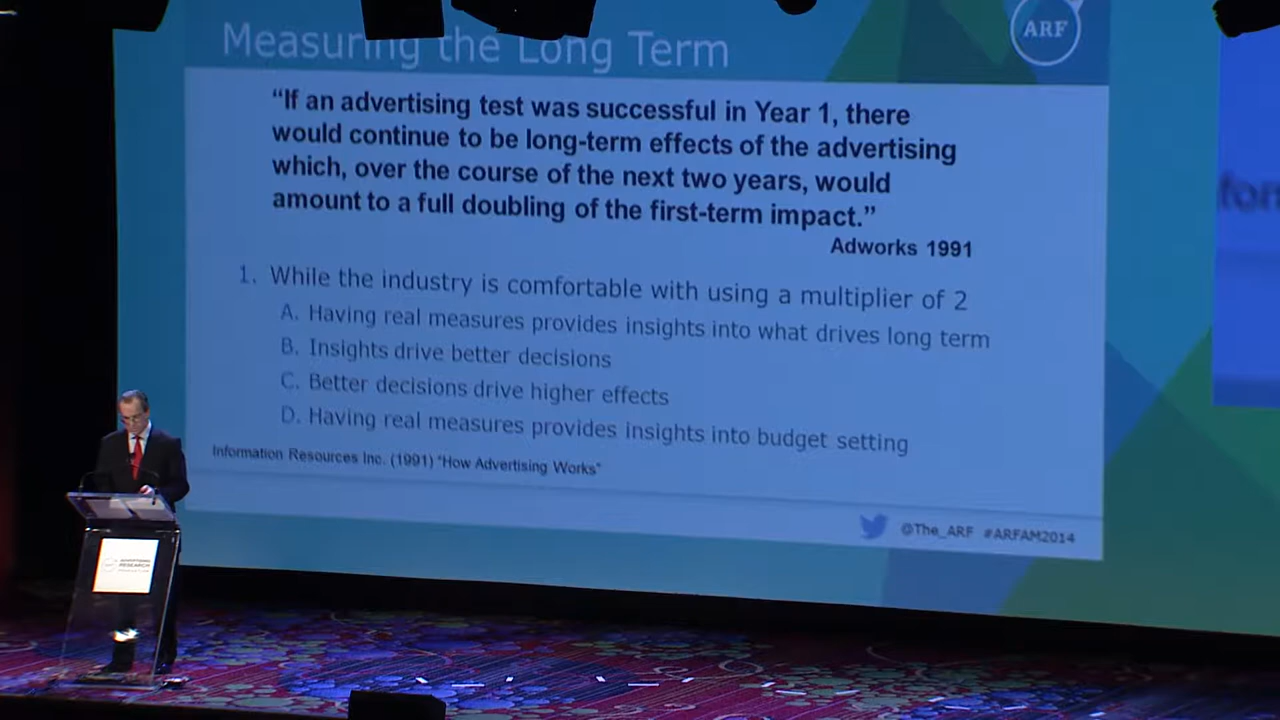 Measuring the Long Term
ARF
"If an advertising test was successful in Year 1, there
would continue to be long-term effects of the advertising
which, over the course of the next two years, would
amount to a full doubling of the first-term impact."
Adworks 1991
1. While the industry is comfortable with using a multiplier of 2
A. Having real measures provides insights into what drives long term
B. Insights drive better decisions
C. Better decisions drive higher effects
D. Having real measures provides insights into budget setting
Information Resources Inc. (1991) "How Advertising Works"
@The_ARF #ARFAM2014
ADVERTISING
RESEARCH